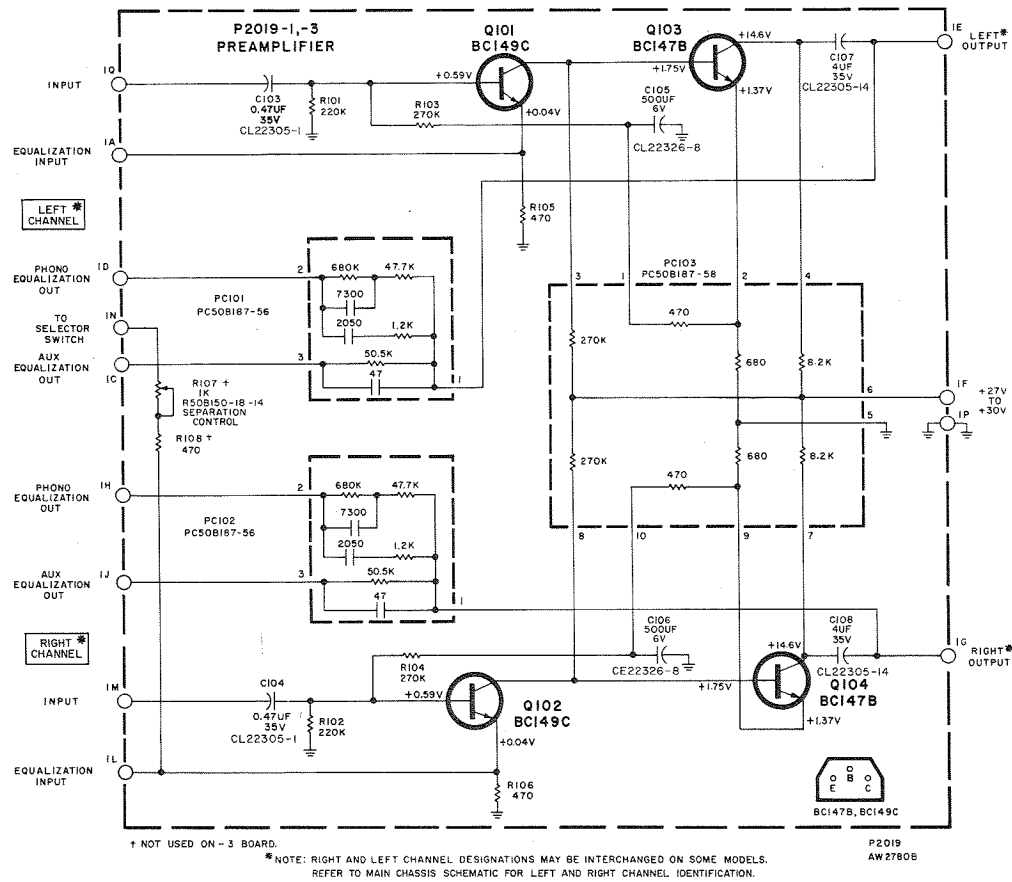 P2019-1,-3
PREAMPLIFIER
Q101
BC149C
Q103
BC147B
+14.6V
1E
LEFT*
OUTPUT
C107
4UF
35V
CL22305-14
1Q
INPUT
C103
0.47UF
35V
CL22305-1
R101
220K
R103
270K
+0.59V
+0.04V
+1.75V
+1.37V
C105
500UF
6V
CL22326-8
1A
EQUALIZATION
INPUT
LEFT *
CHANNEL
R105
470
1D
PHONO
EQUALIZATION
OUT
2
680K
47.7K
7300
2050
1.2K
PC101
PC50B187-56
1N
TO
SELECTOR
SWITCH
AUX
EQUALIZATION
OUT
1C
3
50.5K
47
1
R107 †
1K
R50B150-18-14
SEPARATION
CONTROL
R108 †
470
PC103
PC50B187-58
3
1
2
4
470
270K
680
8.2K
6
1F
+27V
TO
+30V
5
1P
270K
680
8.2K
470
8
10
9
7
1H
PHONO
EQUALIZATION
OUT
2
680K
47.7K
7300
2050
1.2K
PC102
PC50B187-56
1J
AUX
EQUALIZATION
OUT
3
50.5K
47
1
RIGHT *
CHANNEL
C106
500UF
6V
CE22326-8
C108
4UF
35V
CL22305-14
+14.6V
1G
RIGHT*
OUTPUT
R104
270K
1M
INPUT
C104
0.47UF
35V
CL22305-1
R102
220K
+0.59V
Q102
BC149C
+0.04V
+1.75V
Q104
BC147B
+1.37V
1L
EQUALIZATION
INPUT
R106
470
B
E C
BC147B, BC149C
† NOT USED ON -3 BOARD.
P2019
AW2780B
*NOTE: RIGHT AND LEFT CHANNEL DESIGNATIONS MAY BE INTERCHANGED ON SOME MODELS.
REFER TO MAIN CHASSIS SCHEMATIC FOR LEFT AND RIGHT CHANNEL IDENTIFICATION.